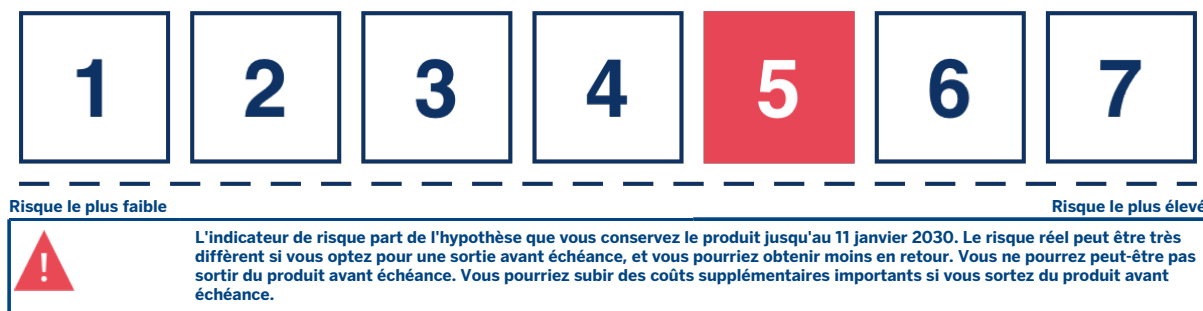 1 2 3 4 5 6 7
Risque le plus faible Risque le plus élevé
L'indicateur de risque part de l'hypothèse que vous conservez le produit jusqu'au 11 janvier 2030. Le risque réel peut être très
diffèrent si vous optez pour une sortie avant échéance, et vous pourriez obtenir moins en retour. Vous ne pourrez peut-être pas
sortir du produit avant échéance. Vous pourriez subir des coûts supplémentaires importants si vous sortez du produit avant
échéance.
!